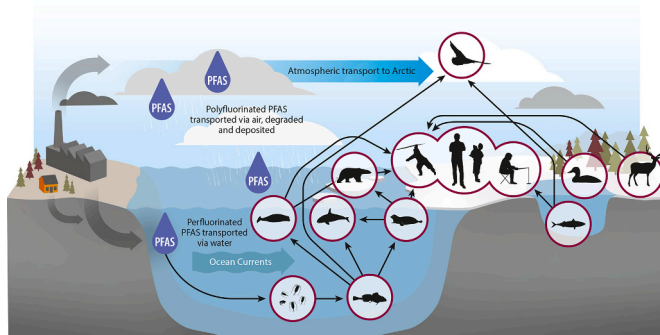 PFAS
PFAS
Atmospheric transport to Arctic
Polyfluorinated PFAS
transported via air, degraded
and deposited
PFAS
Perfluorinated
PFAS transported
via water
PFAS
Ocean Currents